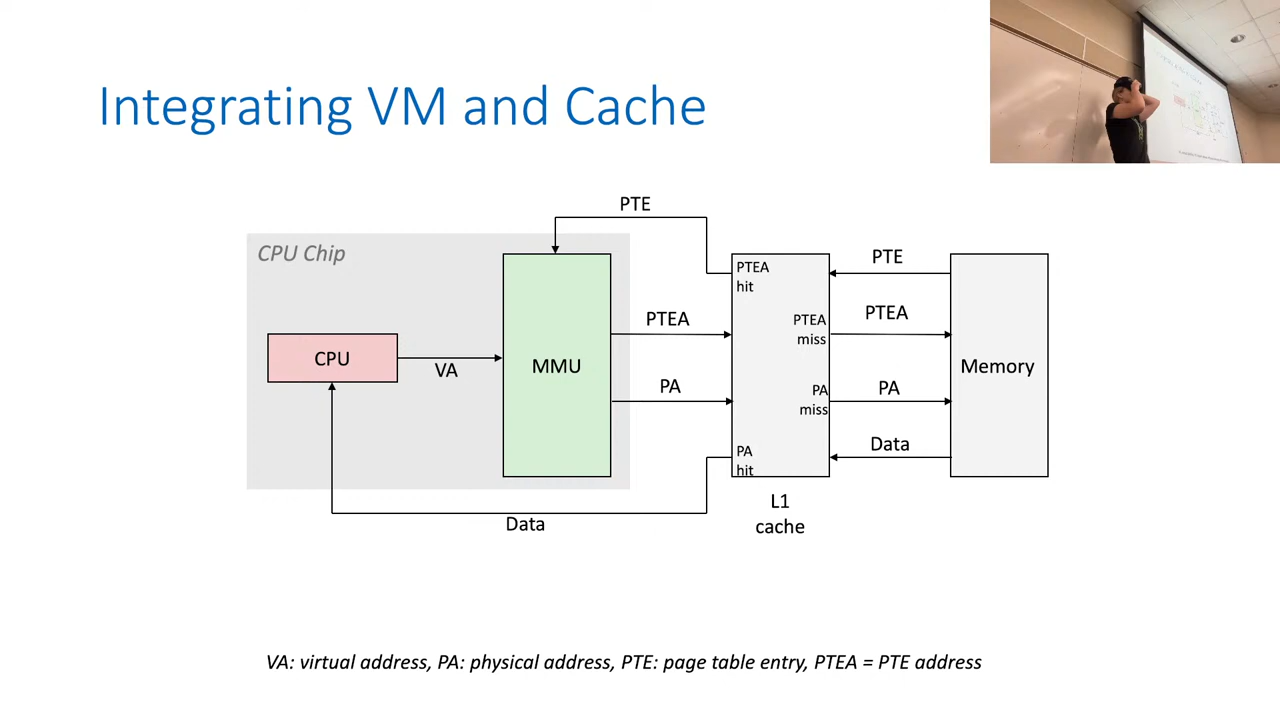 Integrating VM and Cache
PTE
CPU Chip
PTEA
hit
PTE
PTEA
PTEA
miss
PTEA
CPU
VA
MMU
Memory
PA
PA
miss
PA
PA
hit
Data
L1
cache
Data
VA: virtual address, PA: physical address, PTE: page table entry, PTEA = PTE address